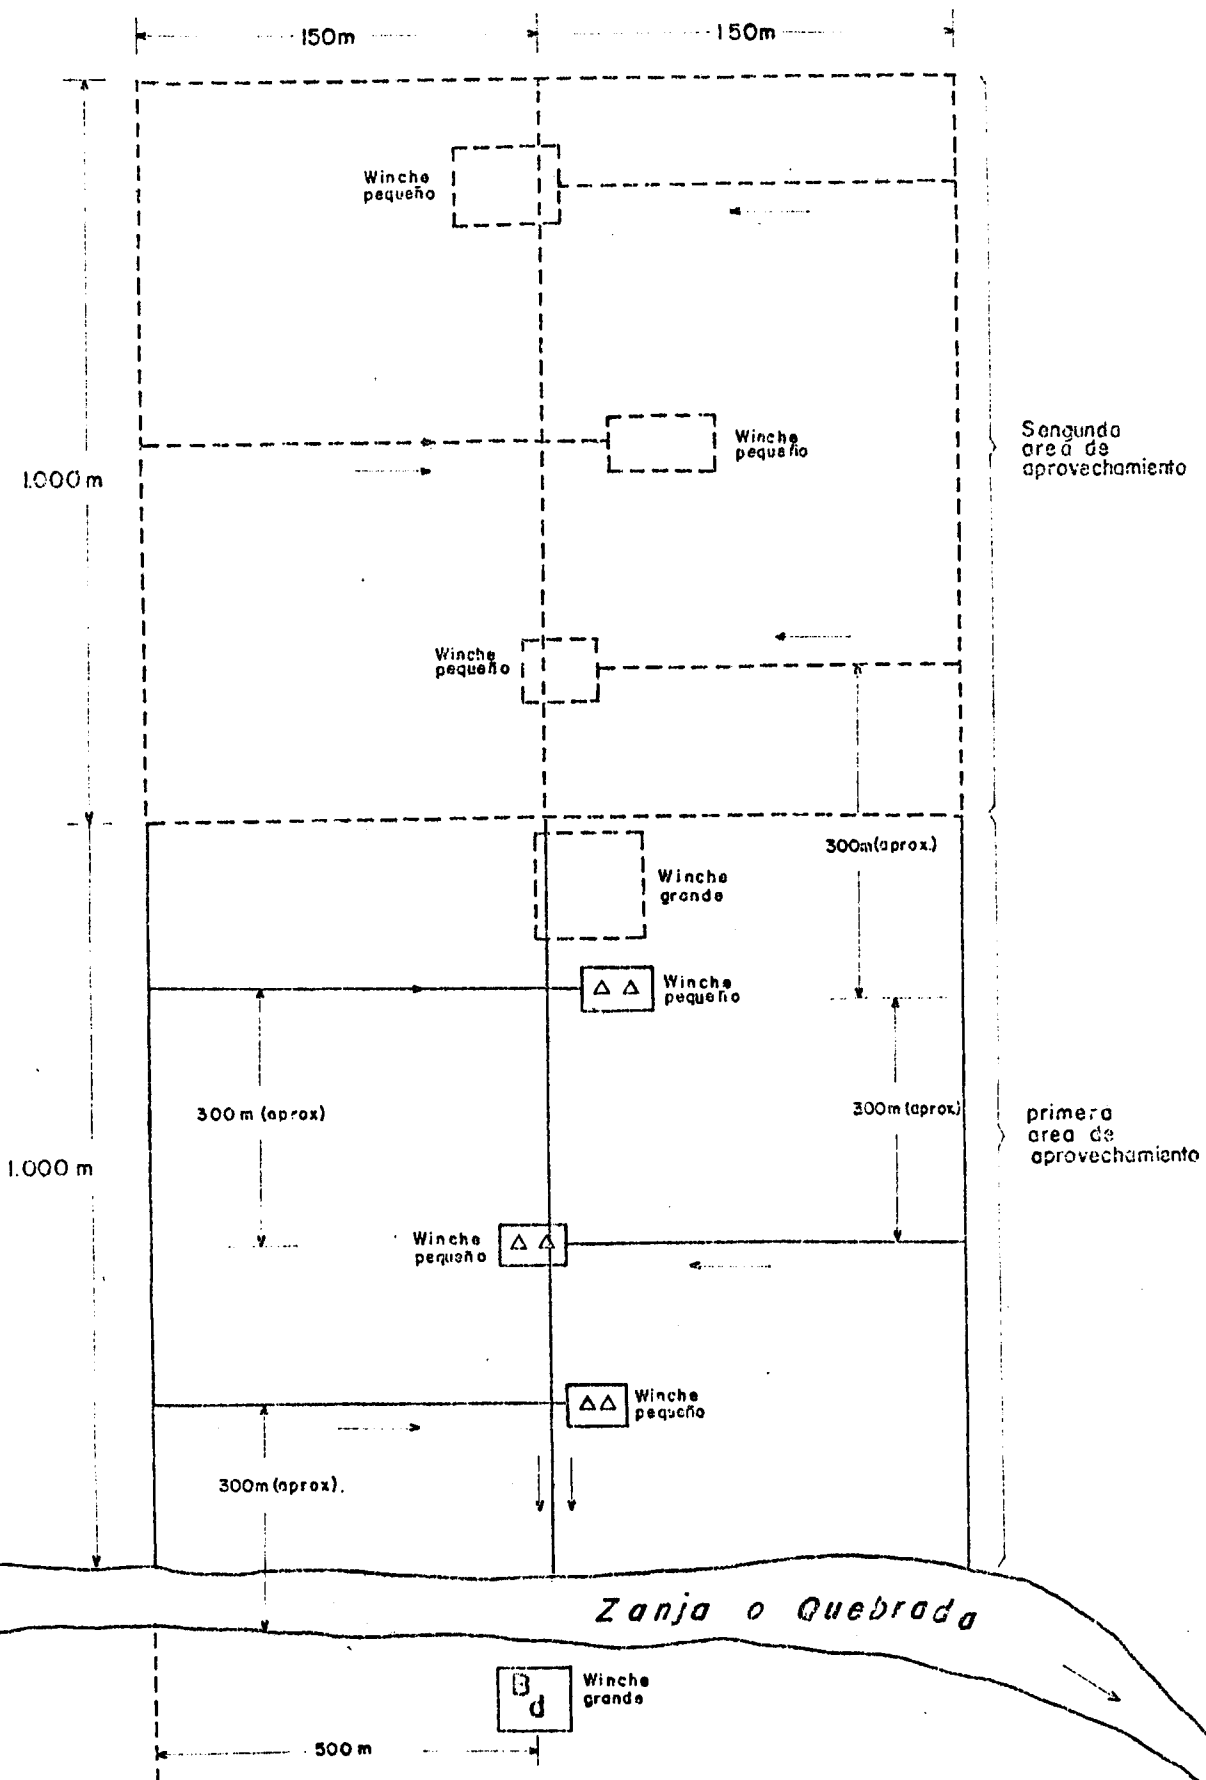 150m
150m
Winche
pequeño
Winche
pequeño
Sengunda
area de
aprovechamiento
1.000 m
Winche
pequeño
300m (aprox.)
Winche
grande
Winche
pequeño
300 m (aprox)
300m (aprox)
primera
area de
aprovechamiento
1.000 m
Winche
pequeño
Winche
pequeño
300m (aprox).
Zanja o Quebrada
B
d
Winche
grande
500 m